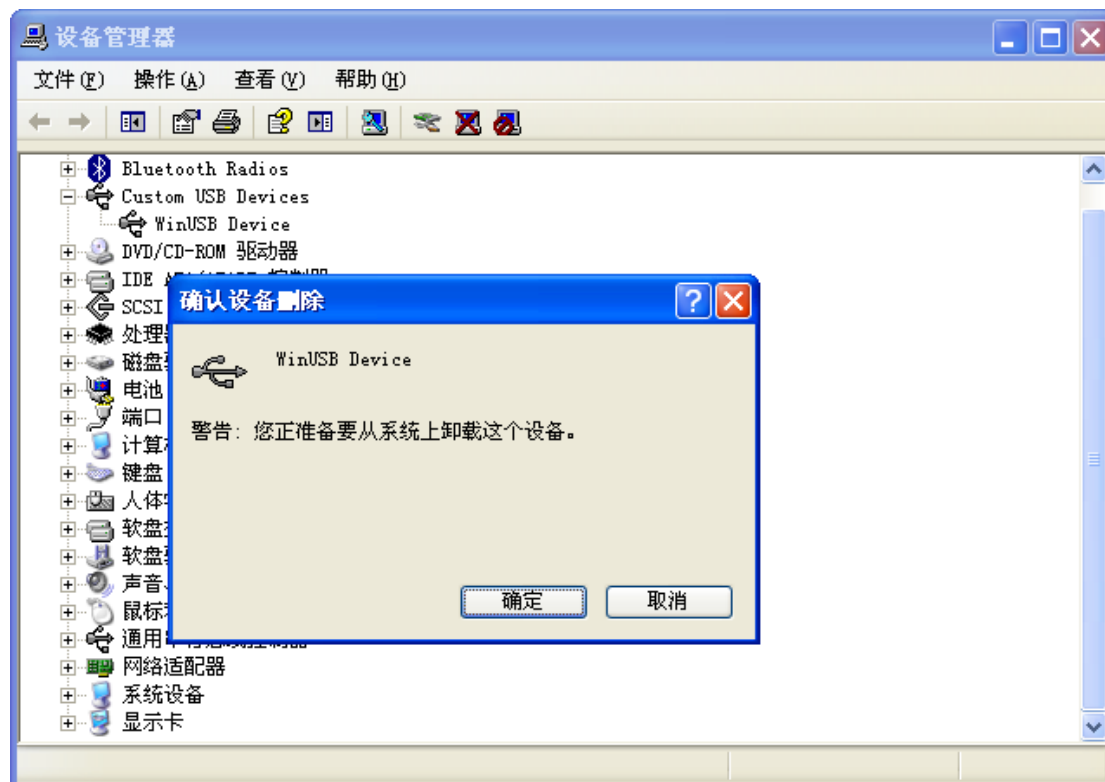 设备管理器
文件(F) 操作(A) 查看(V) 帮助(H)
Bluetooth Radios
Custom USB Devices
WinUSB Device
DVD/CD-ROM 驱动器
IDE
SCSI
处理
磁盘
电池
端口
计算
键盘
人体
软盘
软盘
声音、
鼠标
通用
网络适配器
系统设备
显示卡
确认设备删除
WinUSB Device
警告: 您正准备要从系统上卸载这个设备。
确定 取消